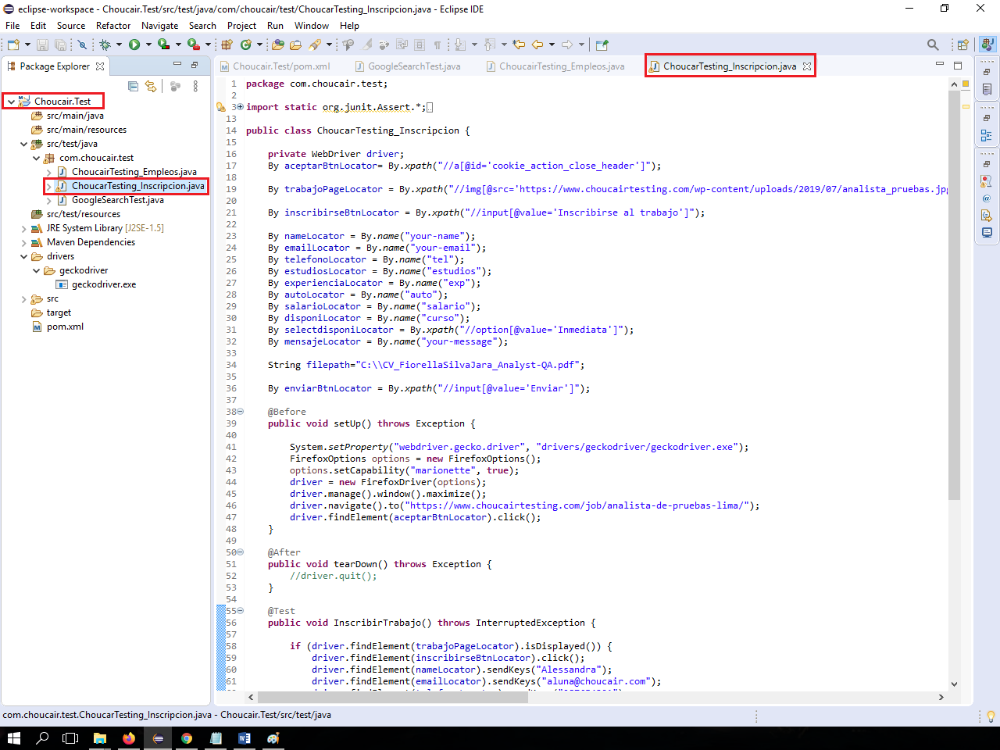 eclipse-workspace - Choucair.Test/src/test/java/com/choucair/test/ChoucarTesting_Inscripcion.java - Eclipse IDE
File Edit Source Refactor Navigate Search Project Run Window Help
Package Explorer
Choucair.Test
src/main/java
src/main/resources
src/test/java
com.choucair.test
ChoucairTesting_Empleos.java
ChoucarTesting_Inscripcion.java
GoogleSearchTest.java
src/test/resources
JRE System Library [J2SE-1.5]
Maven Dependencies
drivers
geckodriver
geckodriver.exe
src
target
pom.xml
Choucair.Test/pom.xml GoogleSearchTest.java ChoucairTesting_Empleos.java ChoucarTesting_Inscripcion.java
1 package com.choucair.test;
2
3 import static org.junit.Assert.*;
13
14 public class ChoucarTesting_Inscripcion {
15
16 private WebDriver driver;
17 By aceptarBtnLocator= By.xpath("//a[@id='cookie_action_close_header']");
18
19 By trabajoPageLocator = By.xpath("//img[@src='https://www.choucairtesting.com/wp-content/uploads/2019/07/analista_pruebas.jpg
20
21 By inscribirseBtnLocator = By.xpath("//input[@value='Inscribirse al trabajo']");
22
23 By nameLocator = By.name("your-name");
24 By emailLocator = By.name("your-email");
25 By telefonoLocator = By.name("tel");
26 By estudiosLocator = By.name("estudios");
27 By experienciaLocator = By.name("exp");
28 By autoLocator = By.name("auto");
29 By salarioLocator = By.name("salario");
30 By disponiLocator = By.name("curso");
31 By selectdisponiLocator = By.xpath("//option[@value='Inmediata']");
32 By mensajeLocator = By.name("your-message");
33
34 String filepath="C:\\CV_FiorellaSilvaJara_Analyst-QA.pdf";
35
36 By enviarBtnLocator = By.xpath("//input[@value='Enviar']");
37
38 @Before
39 public void setUp() throws Exception {
40
41 System.setProperty("webdriver.gecko.driver", "drivers/geckodriver/geckodriver.exe");
42 FirefoxOptions options = new FirefoxOptions();
43 options.setCapability("marionette", true);
44 driver = new FirefoxDriver(options);
45 driver.manage().window().maximize();
46 driver.navigate().to("https://www.choucairtesting.com/job/analista-de-pruebas-lima/");
47 driver.findElement(aceptarBtnLocator).click();
48 }
49
50 @After
51 public void tearDown() throws Exception {
52 //driver.quit();
53 }
54
55 @Test
56 public void InscribirTrabajo() throws InterruptedException {
57
58 if (driver.findElement(trabajoPageLocator).isDisplayed()) {
59 driver.findElement(inscribirseBtnLocator).click();
60 driver.findElement(nameLocator).sendKeys("Alessandra");
61 driver.findElement(emailLocator).sendKeys("aluna@choucair.com");
com.choucair.test.ChoucarTesting_Inscripcion.java - Choucair.Test/src/test/java